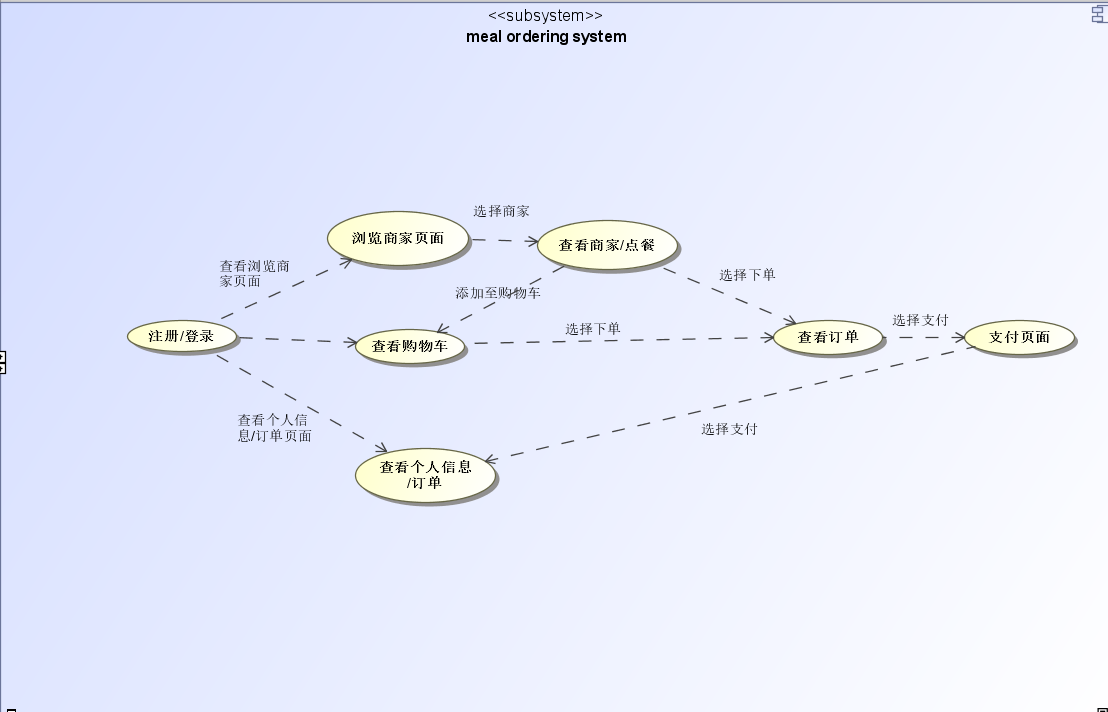 <<subsystem>>
meal ordering system
选择商家
浏览商家页面
查看商家/点餐
查看浏览商
家页面
选择下单
添加至购物车
选择支付
选择下单
注册/登录
查看购物车
查看订单
支付页面
查看个人信
息/订单页面
选择支付
查看个人信息
/订单